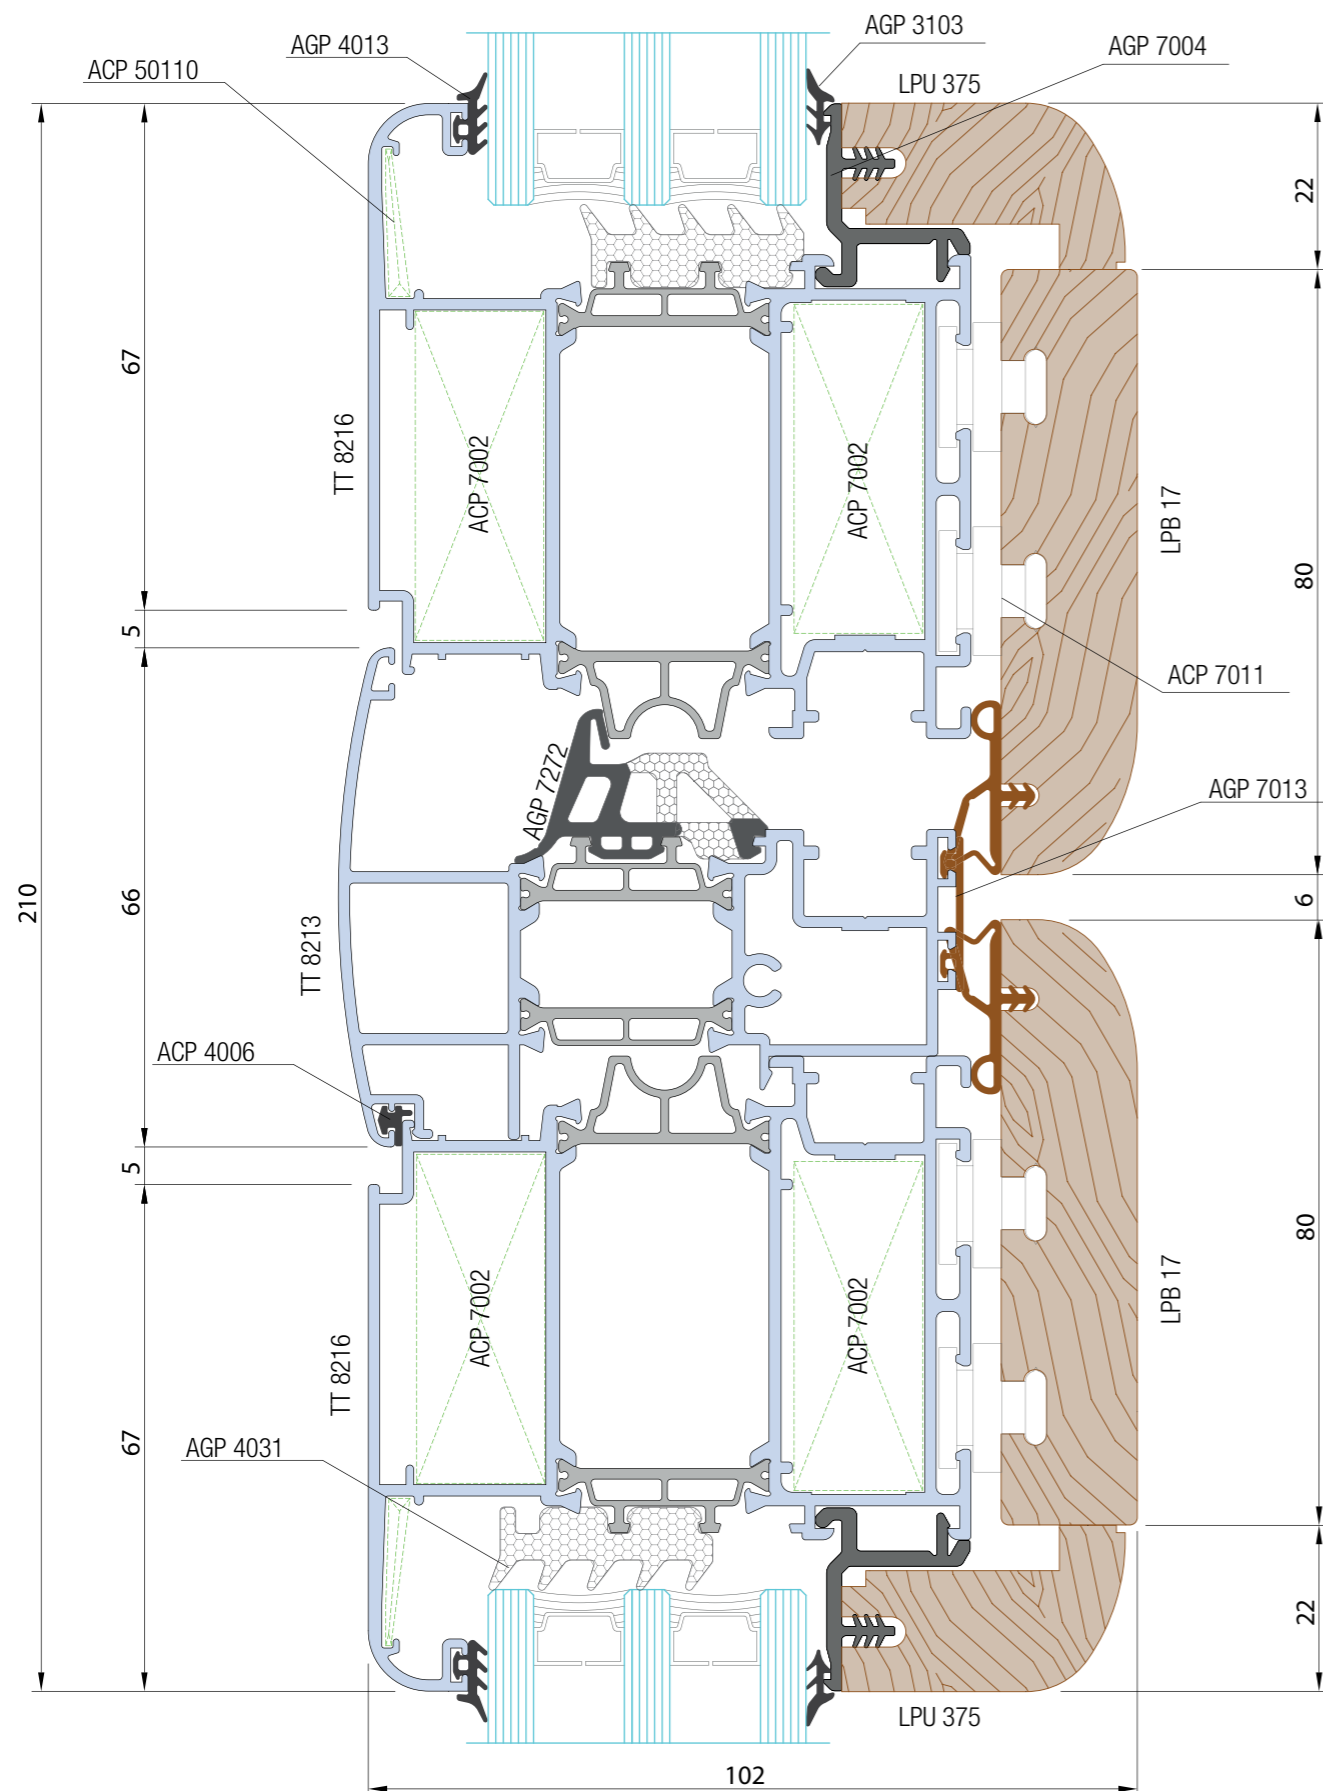 AGP 3103
AGP 4013
AGP 7004
ACP 50110
LPU 375
22
67
TT 8216
ACP 7002
ACP 7002
LPB 17
80
5
ACP 7011
AGP 7272
AGP 7013
210
66
6
TT 8213
ACP 4006
5
80
ACP 7002
ACP 7002
LPB 17
TT 8216
67
AGP 4031
22
LPU 375
102